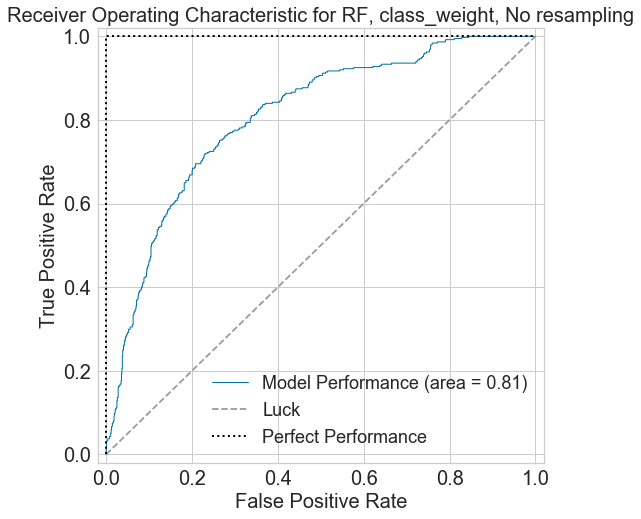 Receiver Operating Characteristic for RF, class_weight, No resampling
1.0
0.8
0.6
0.4
0.2
0.0
True Positive Rate
Model Performance (area = 0.81)
Luck
Perfect Performance
0.0 0.2 0.4 0.6 0.8 1.0
False Positive Rate